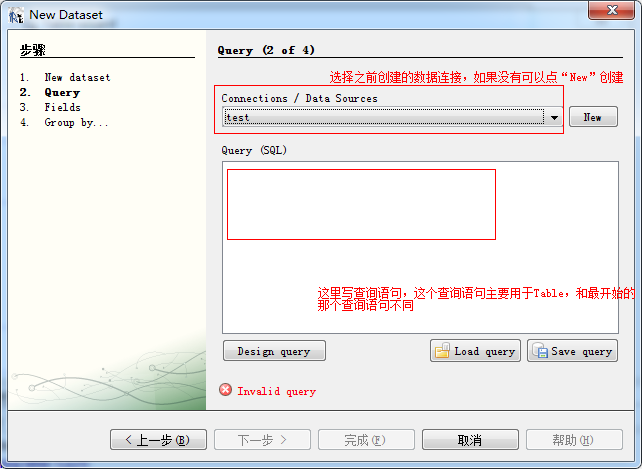 New Dataset
步骤
1. New dataset
2. Query
3. Fields
4. Group by...
Query (2 of 4)
选择之前创建的数据连接，如果没有可以点“New”创建
Connections / Data Sources
test
New
Query (SQL)
这里写查询语句，这个查询语句主要用于Table，和最开始的
那个查询语句不同
Design query
Load query
Save query
Invalid query
< 上一步(B)
下一步 >
完成(F)
取消
帮助(H)